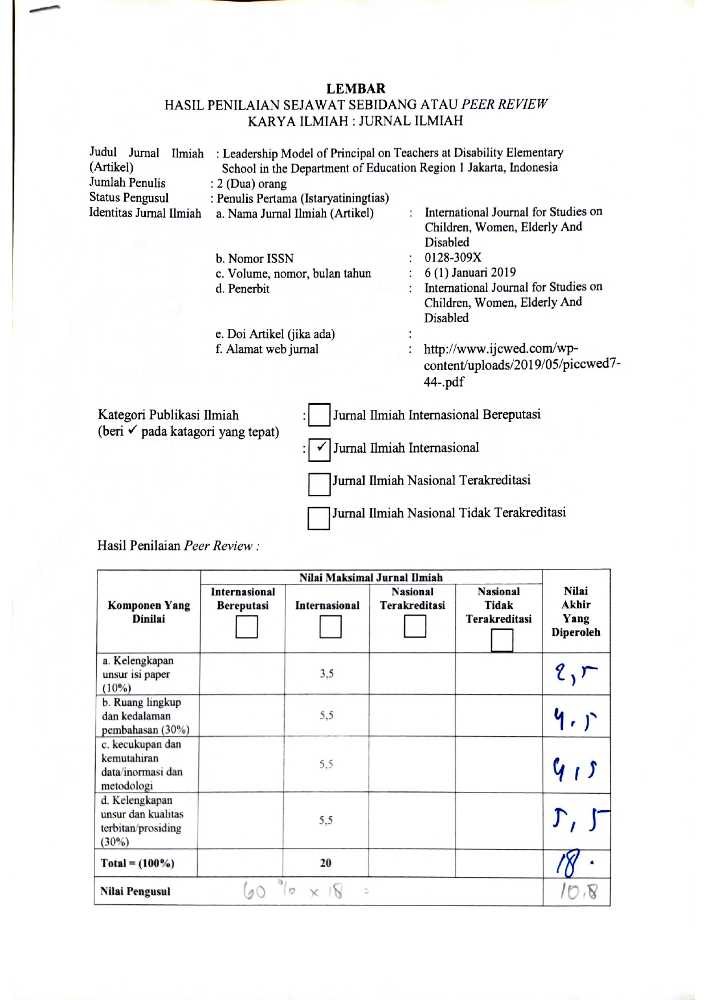 LEMBAR
HASIL PENILAIAN SEJAWAT SEBIDANG ATAU PEER REVIEW
KARYA ILMIAH : JURNAL ILMIAH
Judul Jurnal Ilmiah (Artikel) : Leadership Model of Principal on Teachers at Disability Elementary
School in the Department of Education Region 1 Jakarta, Indonesia
Jumlah Penulis : 2 (Dua) orang
Status Pengusul : Penulis Pertama (Istaryatiningtias)
Identitas Jurnal Ilmiah a. Nama Jurnal Ilmiah (Artikel) : International Journal for Studies on
Children, Women, Elderly And
Disabled
b. Nomor ISSN : 0128-309X
c. Volume, nomor, bulan tahun : 6 (1) Januari 2019
d. Penerbit : International Journal for Studies on
Children, Women, Elderly And
Disabled
e. Doi Artikel (jika ada) :
f. Alamat web jurnal : http://www.ijcwed.com/wp-
content/uploads/2019/05/piccwed7-
44-.pdf
Kategori Publikasi Ilmiah : Jurnal Ilmiah Internasional Bereputasi
(beri ✓ pada katagori yang tepat)
: ✓ Jurnal Ilmiah Internasional
Jurnal Ilmiah Nasional Terakreditasi
Jurnal Ilmiah Nasional Tidak Terakreditasi
Hasil Penilaian Peer Review :
Komponen Yang
Dinilai
Nilai Maksimal Jurnal Ilmiah
Internasional
Bereputasi
Internasional
Nasional
Terakreditasi
Nasional
Tidak
Terakreditasi
Nilai
Akhir
Yang
Diperoleh
a. Kelengkapan
unsur isi paper
(10%)
3,5
2,5
b. Ruang lingkup
dan kedalaman
pembahasan (30%)
5,5
4,5
c. kecukupan dan
kemutahiran
data/inormasi dan
metodologi
5,5
4,5
d. Kelengkapan
unsur dan kualitas
terbitan/prosiding
(30%)
5,5
5,5
Total = (100%) 20 18.
Nilai Pengusul 60 % x 18 = 10.8